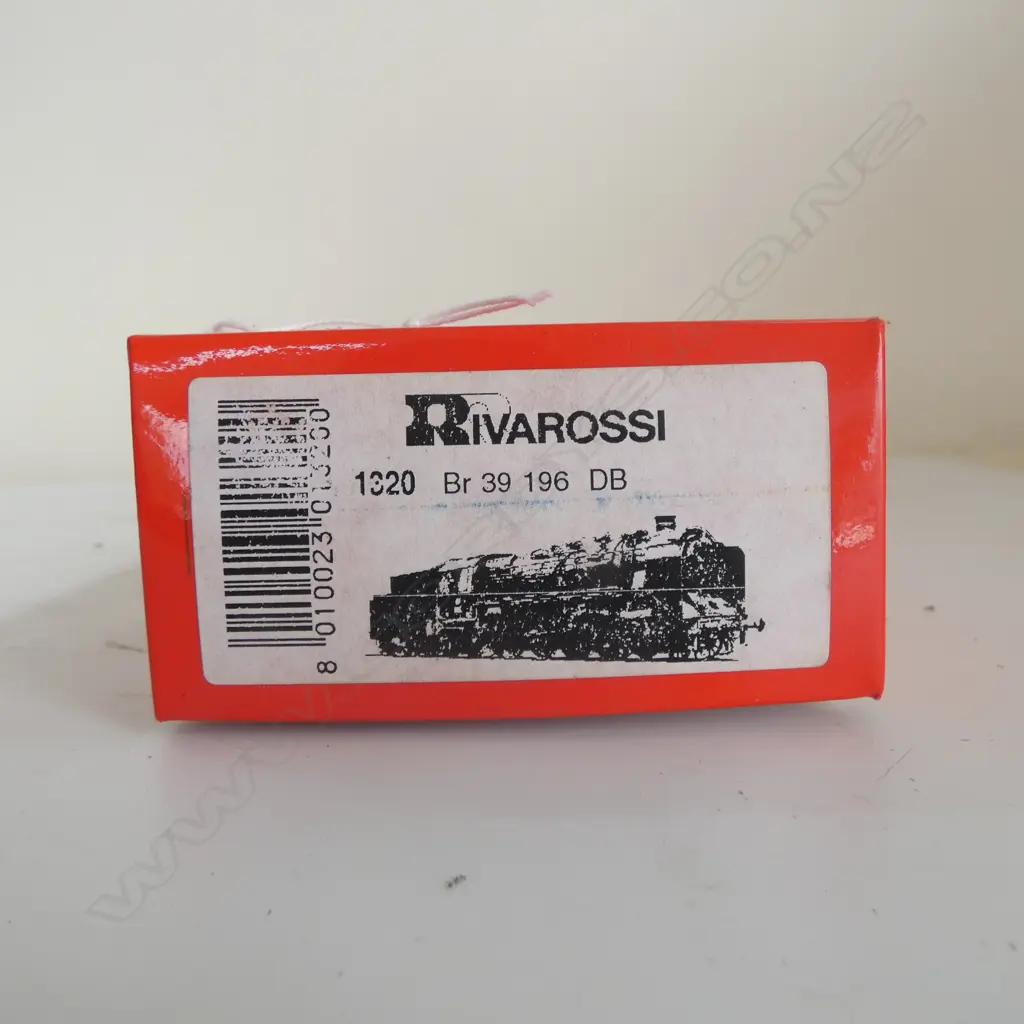 RIVAROSSI
1320 Br 39 196 DB
8 010023 013200